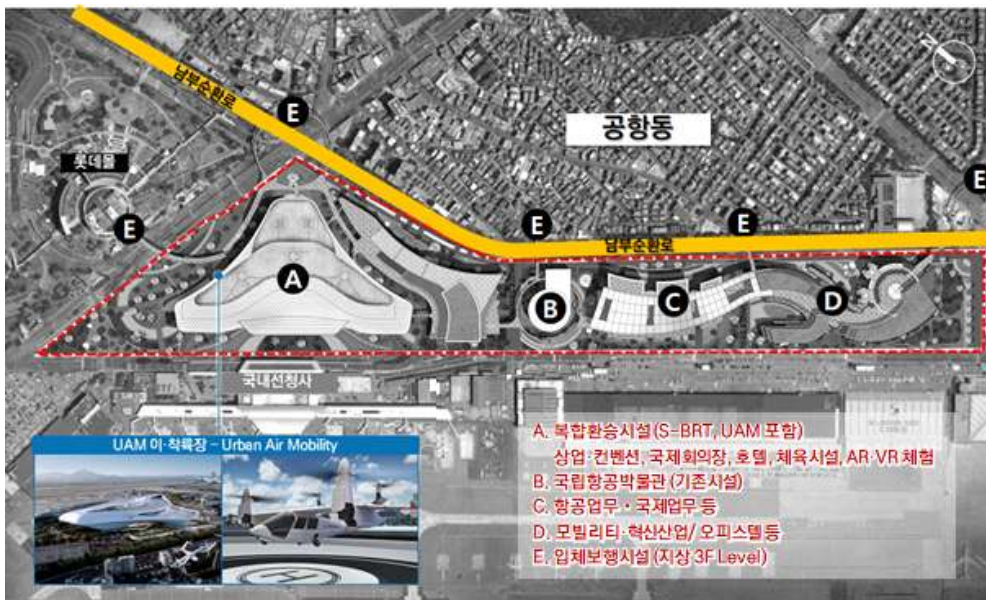 남부순환로
E
공항동
N
롯데몰
E
E
E
E
남부순환로
A
B
C
D
국내선청사
UAM 이·착륙장 - Urban Air Mobility
H
A. 복합환승시설(S-BRT, UAM 포함)
상업·컨벤션, 국제회의장, 호텔, 체육시설, AR·VR 체험
B. 국립항공박물관 (기존시설)
C. 항공업무·국제업무 등
D. 모빌리티·혁신산업/ 오피스텔 등
E. 입체보행시설 (지상 3F Level)